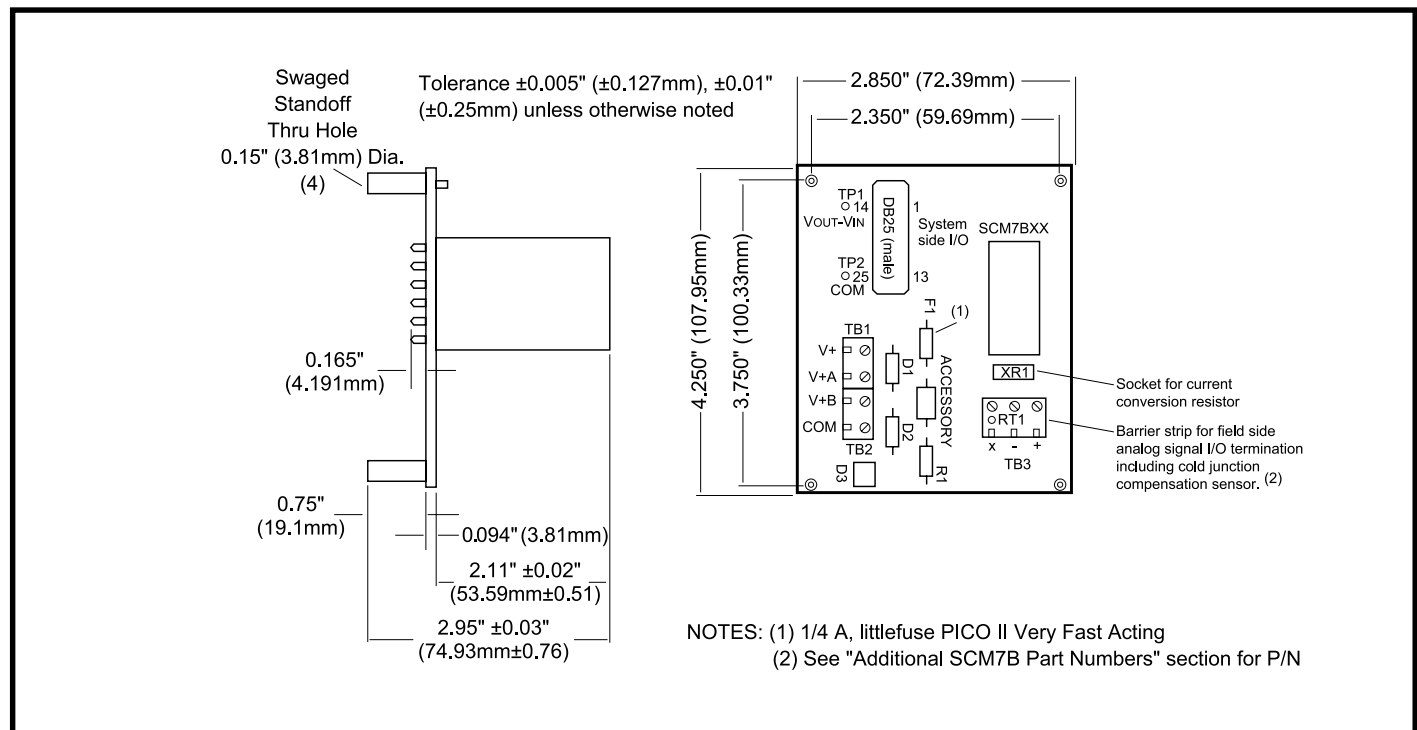 Swaged
Standoff
Thru Hole
0.15" (3.81mm) Dia.
(4)
Tolerance ±0.005" (±0.127mm), ±0.01"
(±0.25mm) unless otherwise noted
0.165"
(4.191mm)
0.75"
(19.1mm)
0.094" (3.81mm)
2.11" ±0.02"
(53.59mm±0.51)
2.95" ±0.03"
(74.93mm±0.76)
2.850" (72.39mm)
2.350" (59.69mm)
4.250" (107.95mm)
3.750" (100.33mm)
TP1
14
VOUT-VIN
DB25 (male)
1
System
side I/O
TP2
25
COM
13
SCM7BXX
F1
(1)
TB1
V+
V+A
V+B
COM
TB2
D1
D2
D3
ACCESSORY
R1
XR1
RT1
x - +
TB3
Socket for current
conversion resistor
Barrier strip for field side
analog signal I/O termination
including cold junction
compensation sensor. (2)
NOTES: (1) 1/4 A, littlefuse PICO II Very Fast Acting
(2) See "Additional SCM7B Part Numbers" section for P/N